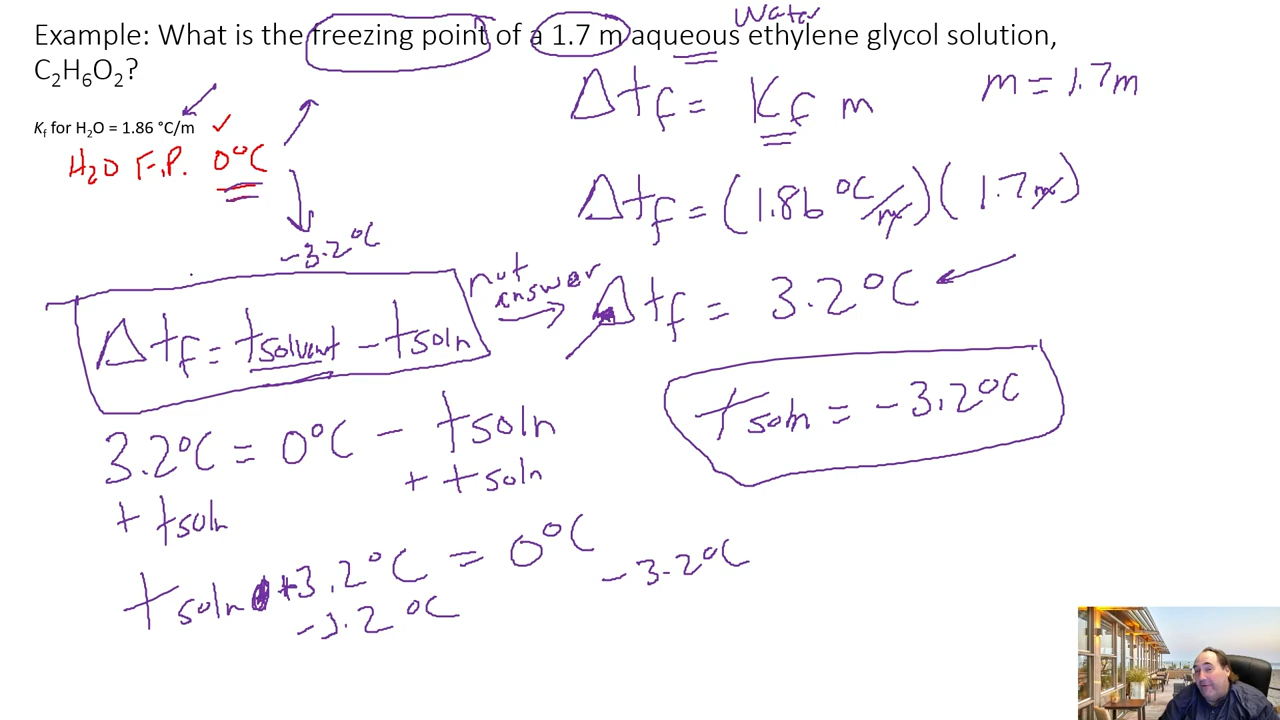 Water
Example: What is the freezing point of a 1.7 m aqueous ethylene glycol solution,
C₂H₆O₂?
Kf for H₂O = 1.86 °C/m ✓
H₂O F.P. 0°C
-3.2°C
Δtf = tsolvent - tsoln
3.2°C = 0°C - tsoln
+ tsoln + tsoln
tsoln + 3.2°C = 0°C
-3.2°C -3.2°C
Δtf = Kf m
m = 1.7m
Δtf = (1.86 °C/m)(1.7m)
not
answer
Δtf = 3.2°C
tsoln = -3.2°C